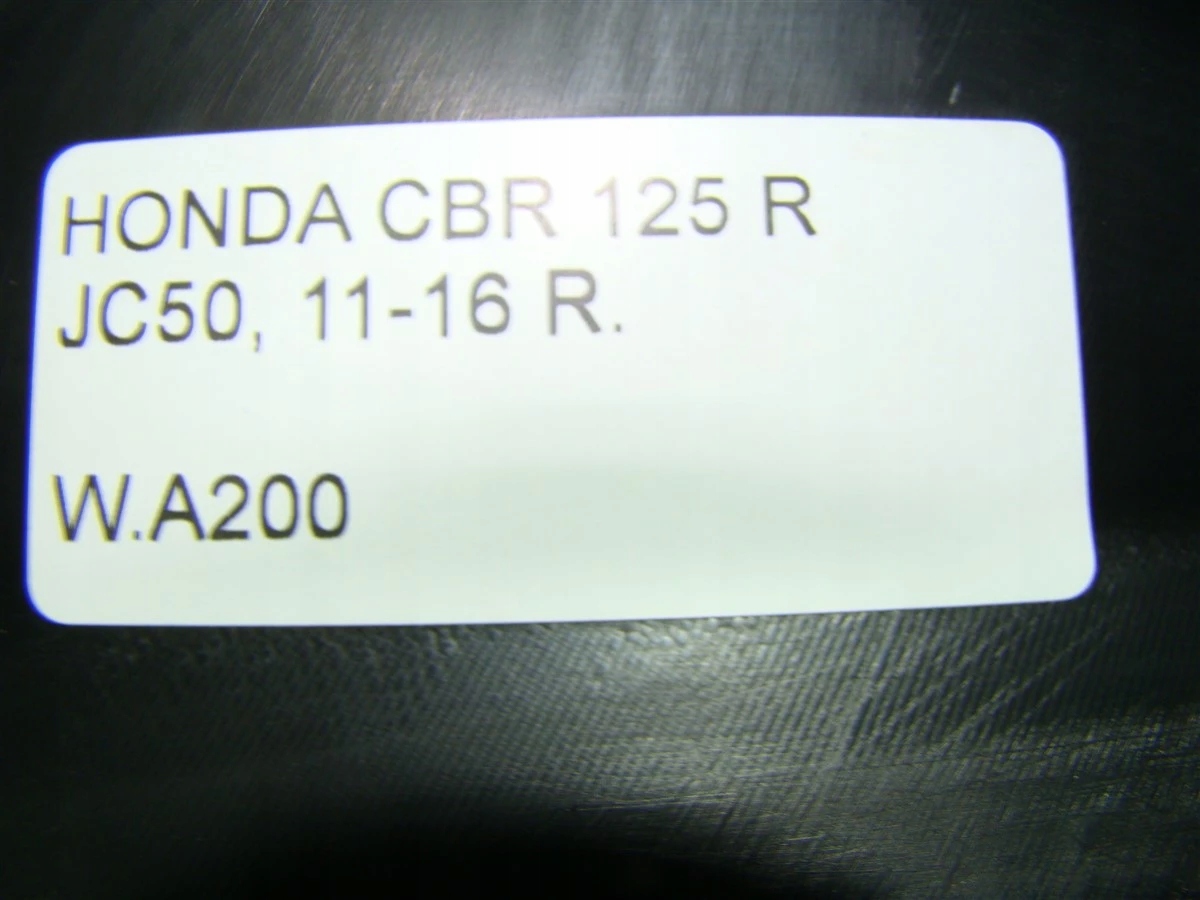 HONDA CBR 125 R
JC50, 11-16 R.
W.A200